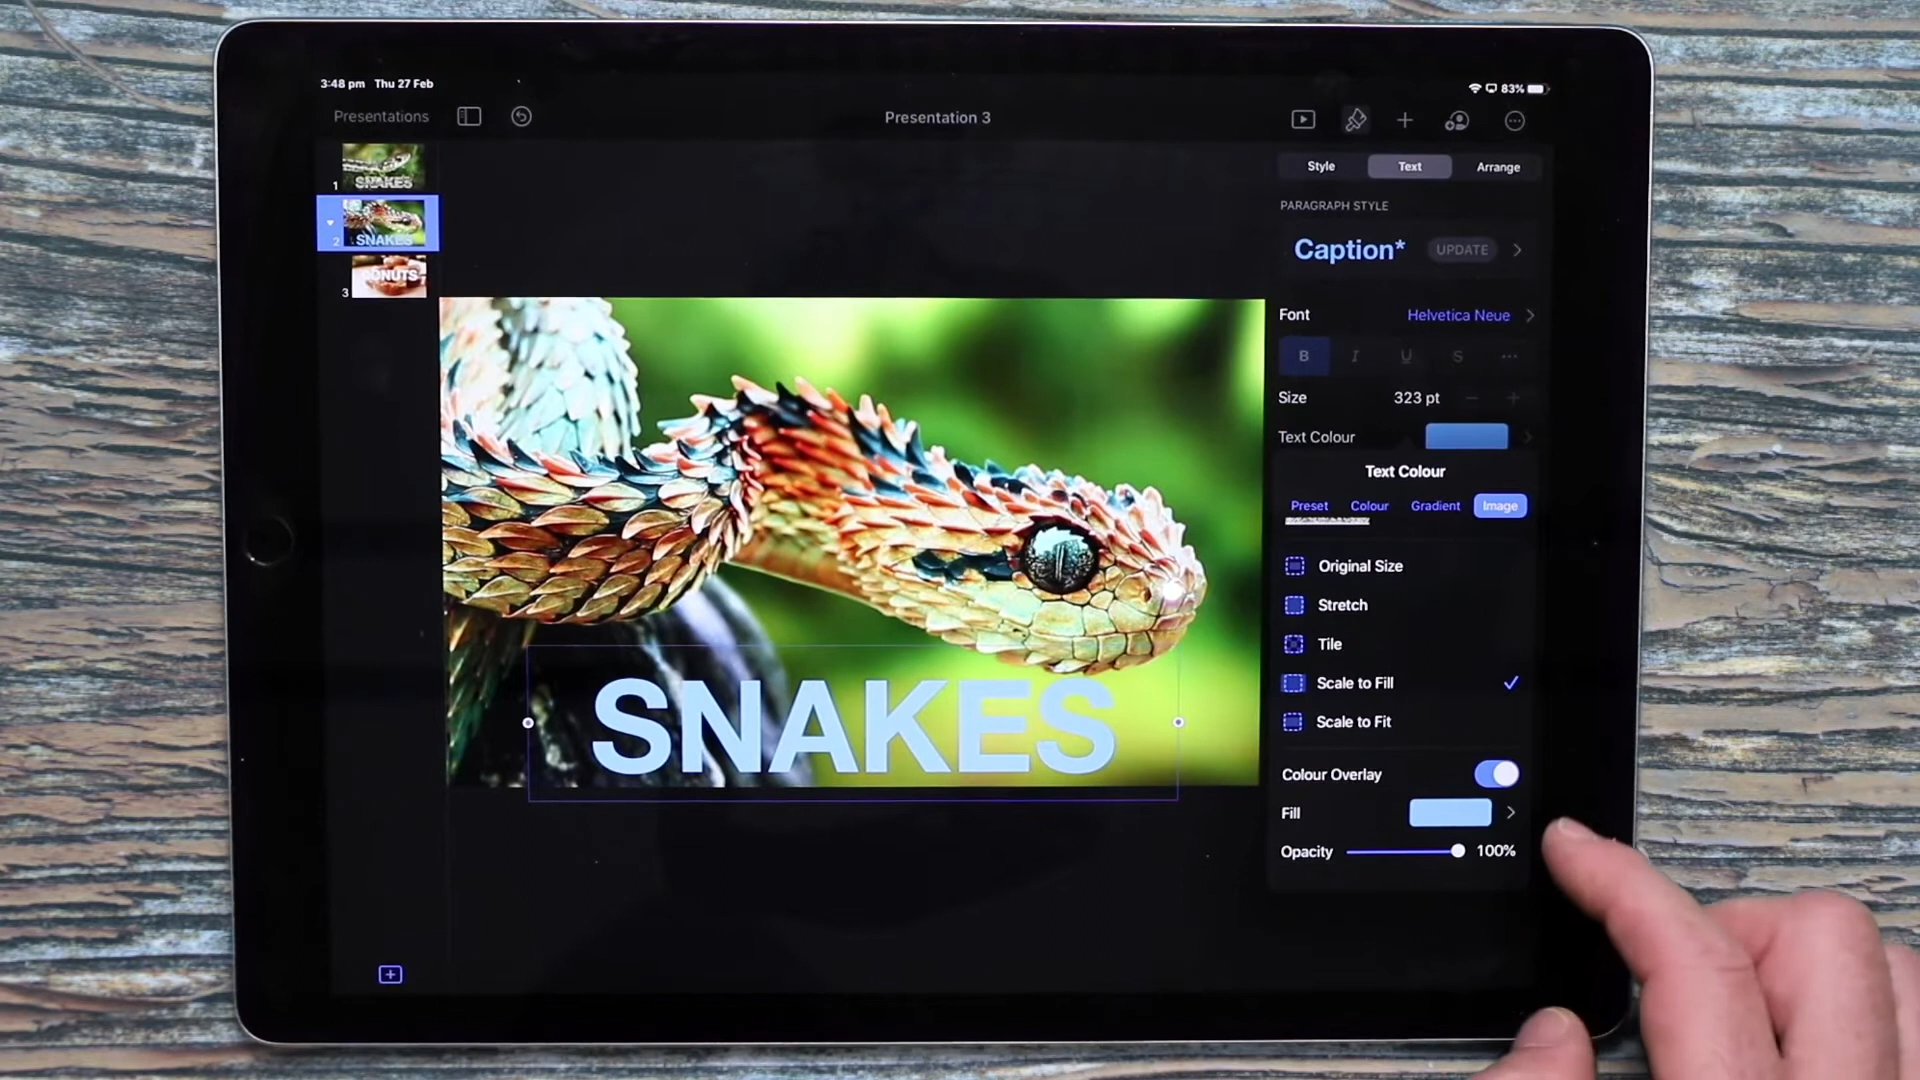 3:48 pm Thu 27 Feb
83%
Presentations
Presentation 3
1
SNAKES
2
SNAKES
3
DONUTS
SNAKES
Style Text Arrange
PARAGRAPH STYLE
Caption* UPDATE
Font Helvetica Neue
B I U S ...
Size 323 pt − +
Text Colour
Text Colour
Preset Colour Gradient Image
Original Size
Stretch
Tile
Scale to Fill
Scale to Fit
Colour Overlay
Fill
Opacity 100%